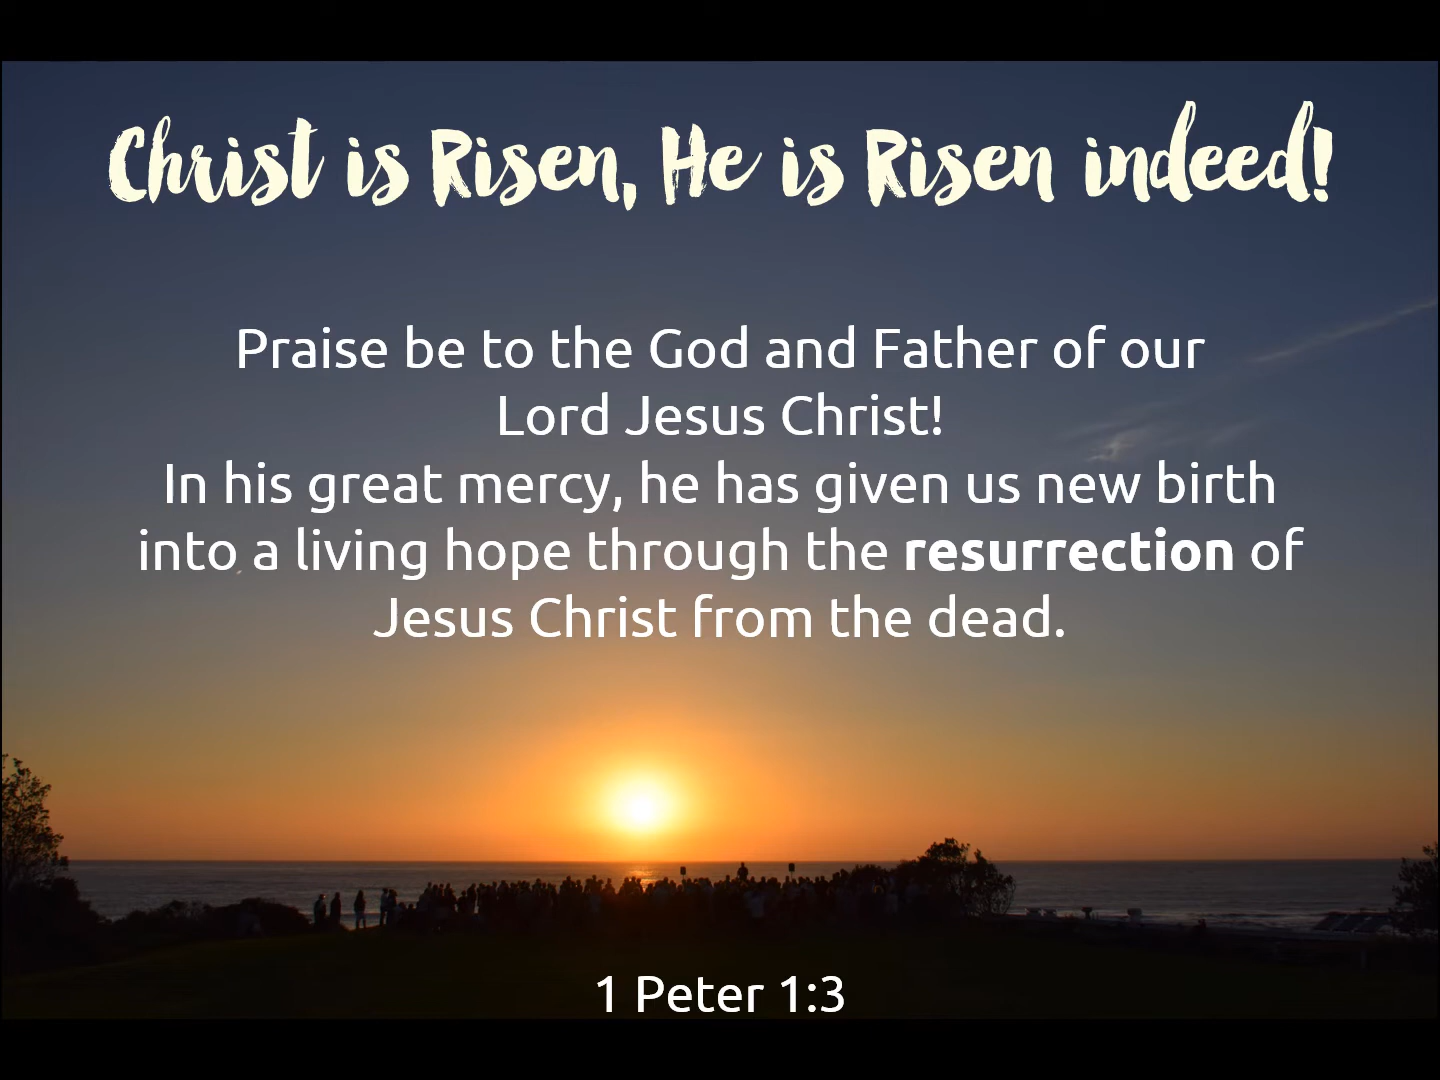 Christ is Risen, He is Risen indeed!
Praise be to the God and Father of our
Lord Jesus Christ!
In his great mercy, he has given us new birth
into a living hope through the resurrection of
Jesus Christ from the dead.
1 Peter 1:3